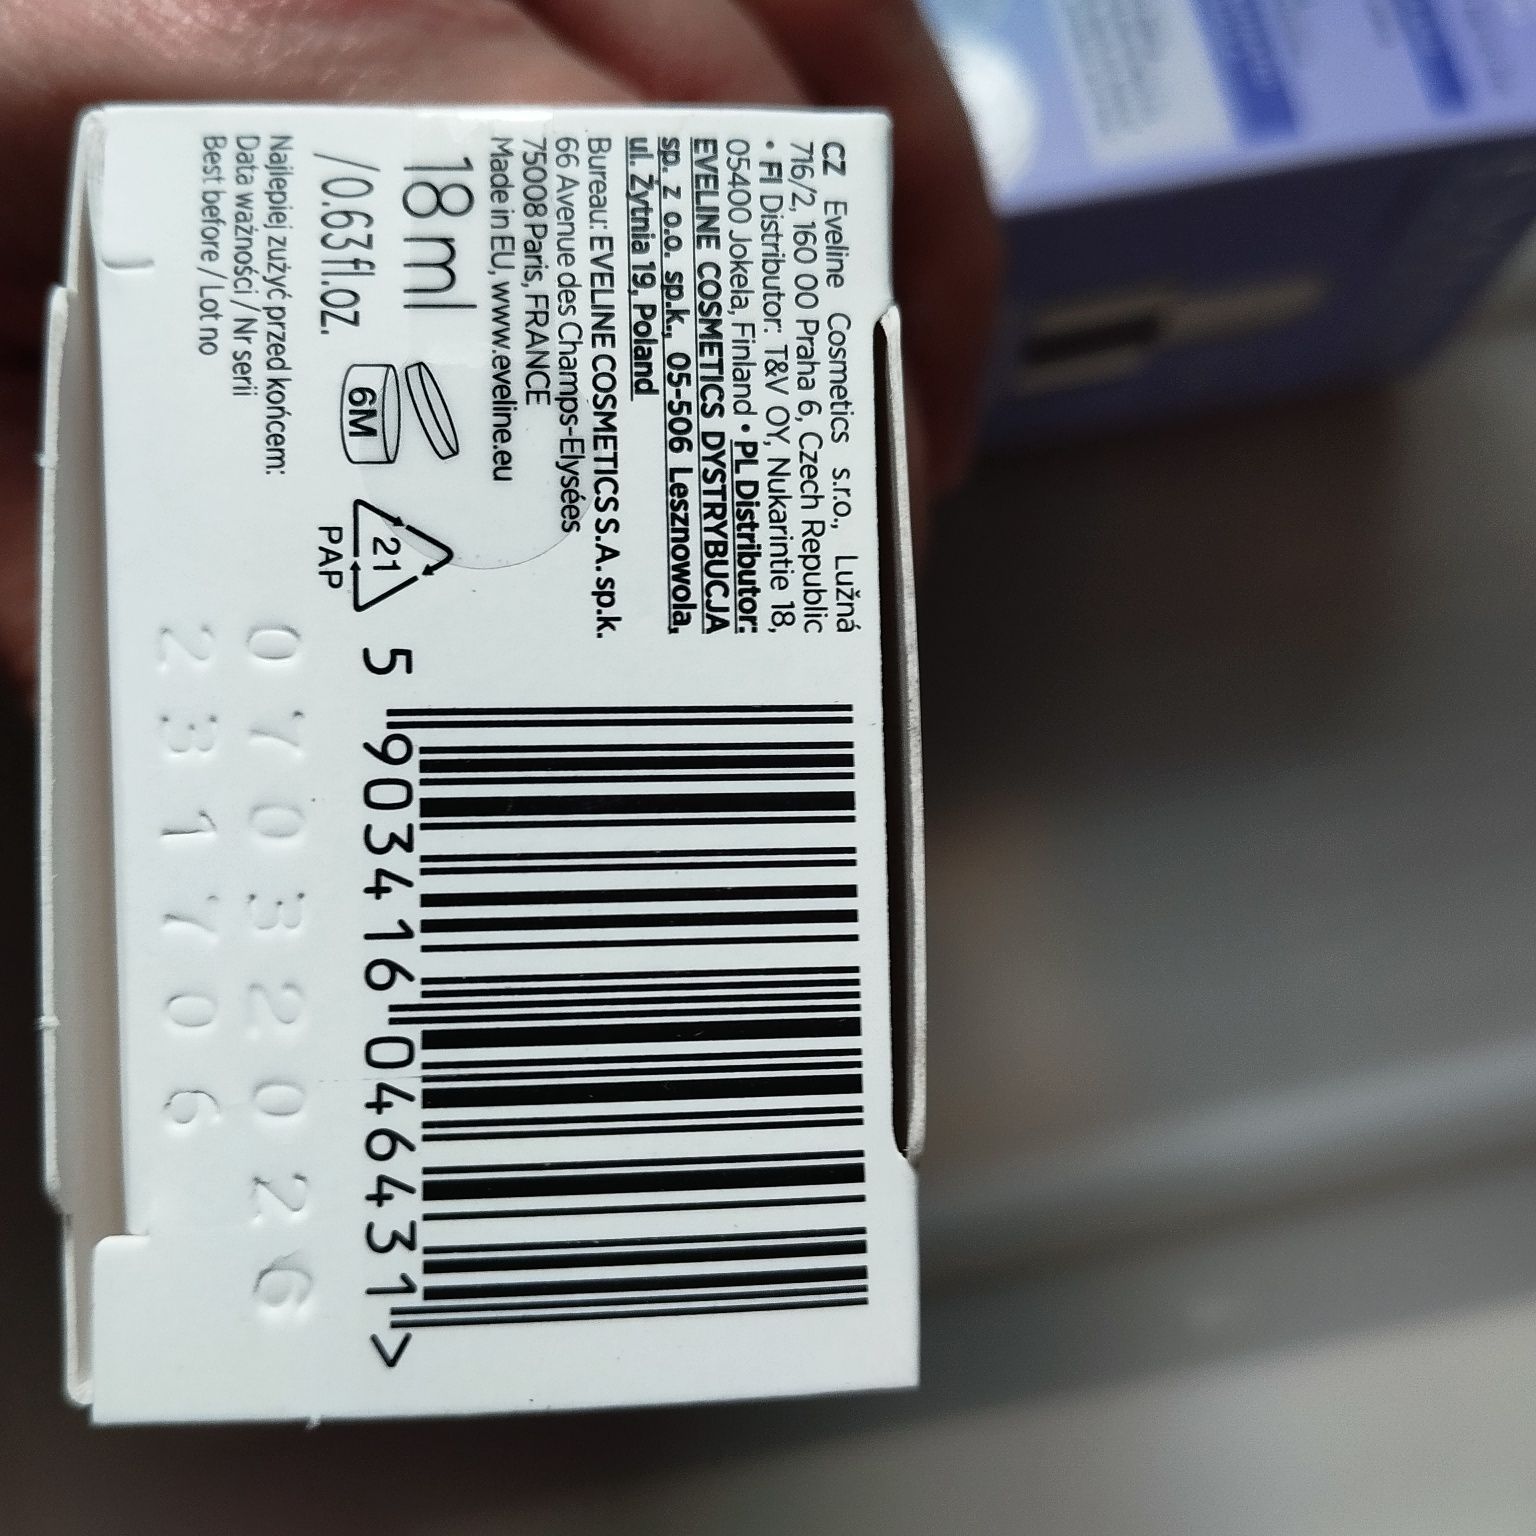 CZ Eveline Cosmetics s.r.o., Lužná
716/2, 160 00 Praha 6, Czech Republic
• FI Distributor: T&V OY, Nukarintie 18,
05400 Jokela, Finland • PL Distributor:
EVELINE COSMETICS DYSTRYBUCJA
sp. z o.o. sp.k., 05-506 Lesznowola,
ul. Żytnia 19, Poland
Bureau: EVELINE COSMETICS S.A. sp.k.
66 Avenue des Champs-Elysées
75008 Paris, FRANCE
Made in EU, www.eveline.eu
18 ml
/0.63 fl.oz.
6M
21
PAP
5 903416 046431 >
Najlepiej zużyć przed końcem:
Data ważności / Nr serii
Best before / Lot no
07032026
231706